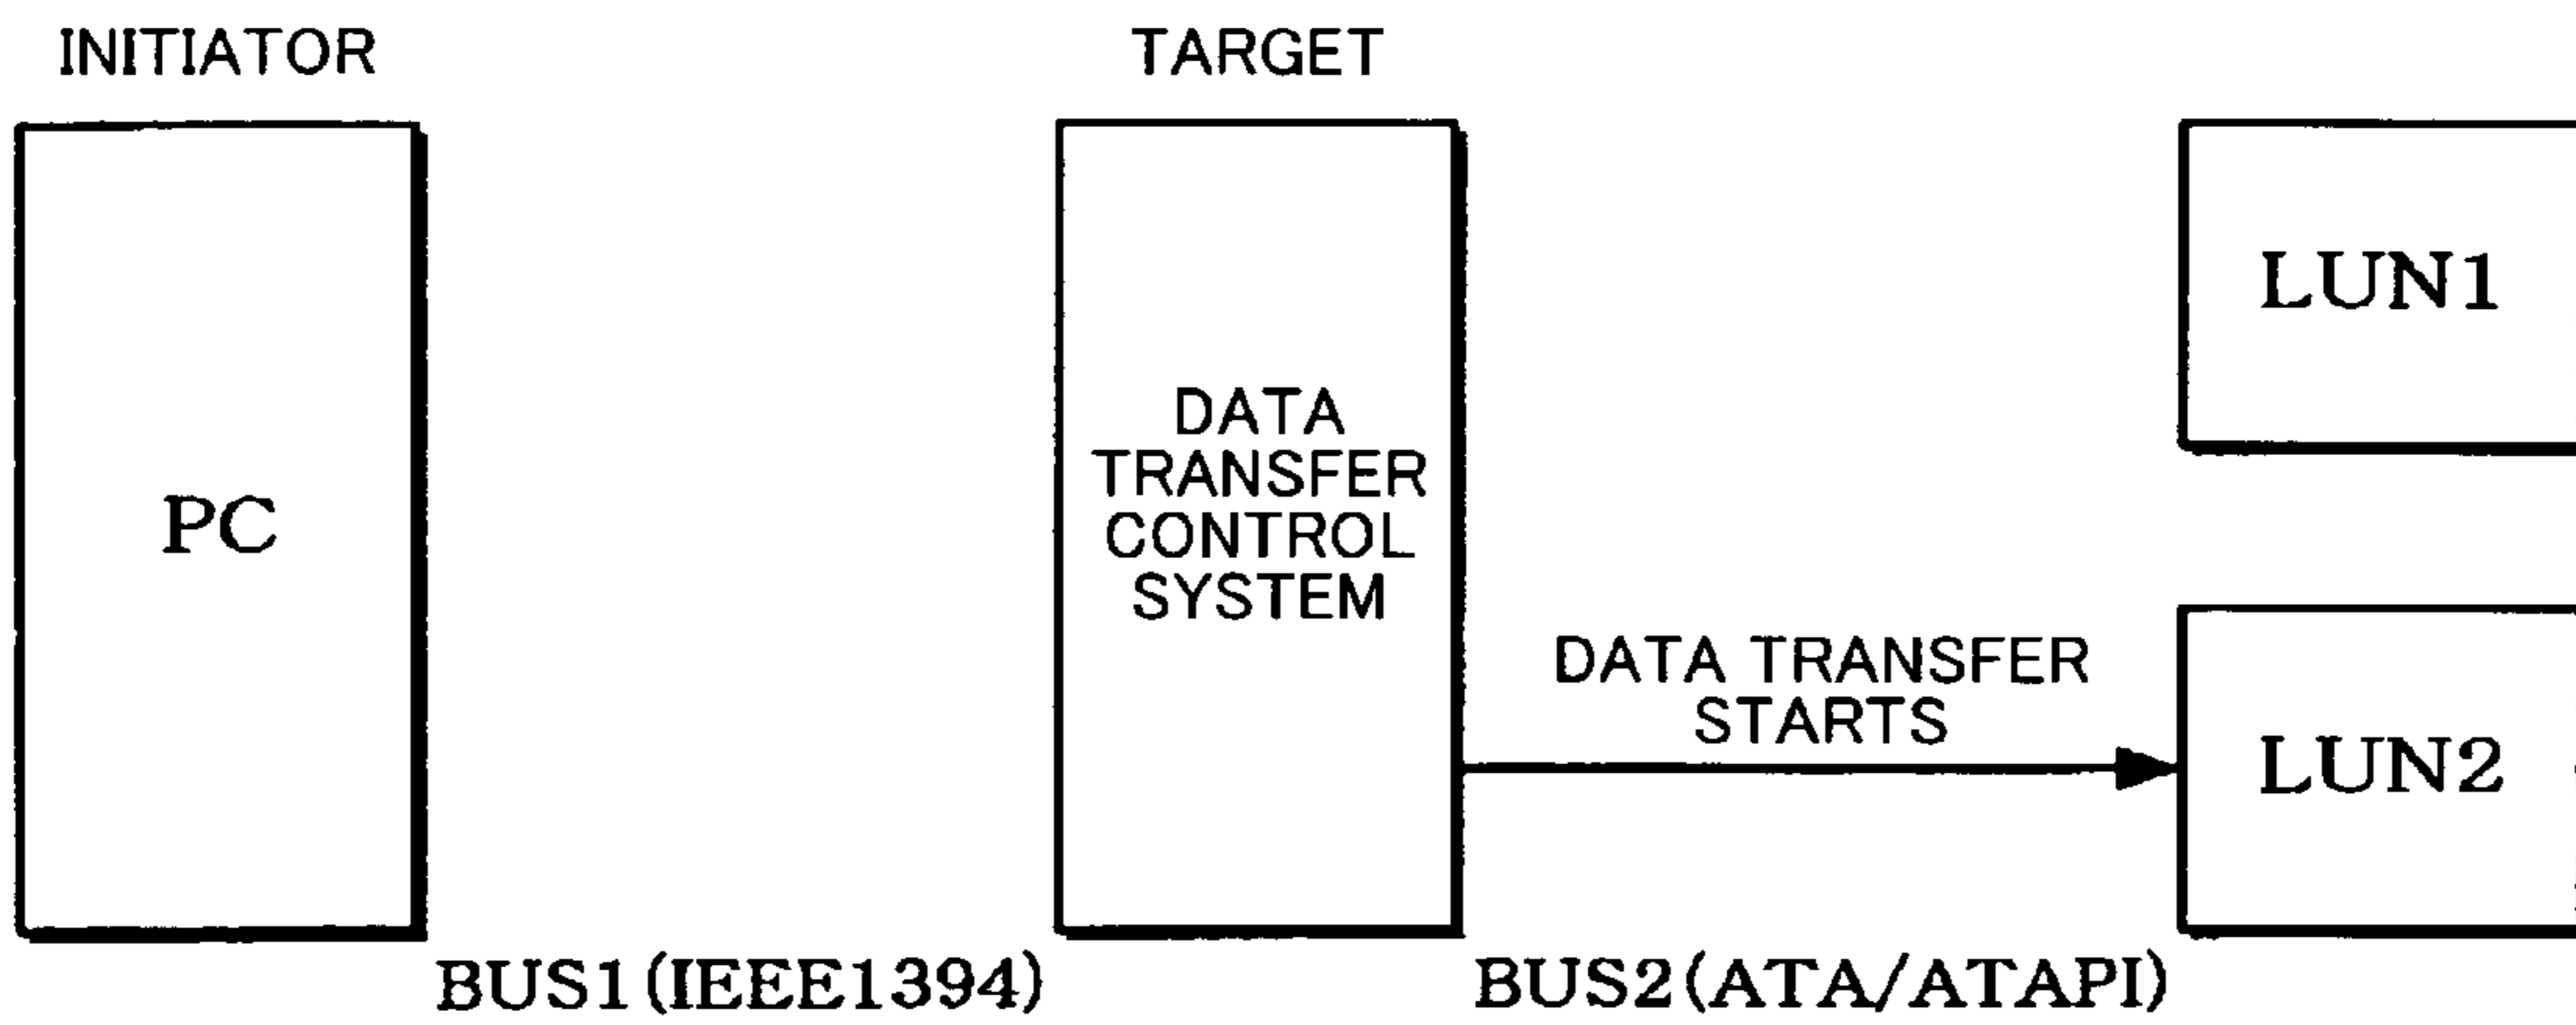 INITIATOR
TARGET
PC
DATA
TRANSFER
CONTROL
SYSTEM
LUN1
DATA TRANSFER
STARTS
LUN2
BUS1(IEEE1394)
BUS2(ATA/ATAPI)